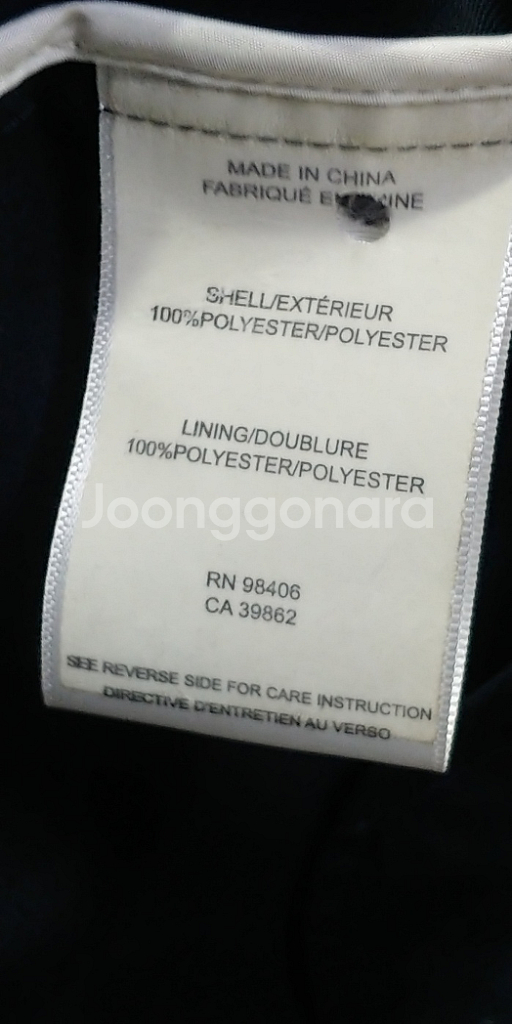 MADE IN CHINA
FABRIQUÉ
SHELL/EXTÉRIEUR
100%POLYESTER/POLYESTER
LINING/DOUBLURE
100%POLYESTER/POLYESTER
Joonggonara
RN 98406
CA 39862
SEE REVERSE SIDE FOR CARE INSTRUCTION
DIRECTIVE D'ENTRETIEN AU VERSO